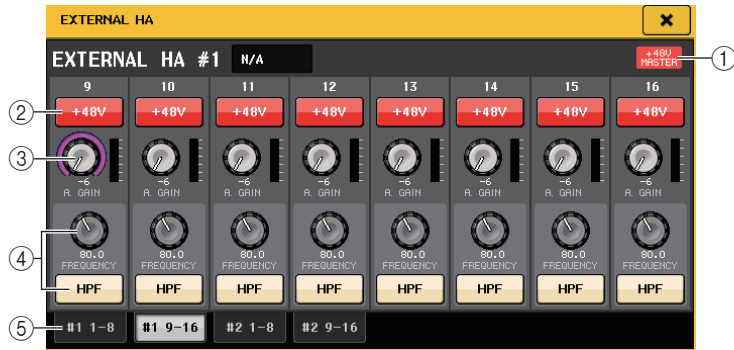 EXTERNAL HA
EXTERNAL HA #1 N/A +48V MASTER 1
9 10 11 12 13 14 15 16
2 +48V +48V +48V +48V +48V +48V +48V +48V
3
-6 -6 -6 -6 -6 -6 -6 -6
A. GAIN A. GAIN A. GAIN A. GAIN A. GAIN A. GAIN A. GAIN A. GAIN
4
80.0 80.0 80.0 80.0 80.0 80.0 80.0 80.0
FREQUENCY FREQUENCY FREQUENCY FREQUENCY FREQUENCY FREQUENCY FREQUENCY FREQUENCY
HPF HPF HPF HPF HPF HPF HPF HPF
5 #1 1-8 #1 9-16 #2 1-8 #2 9-16